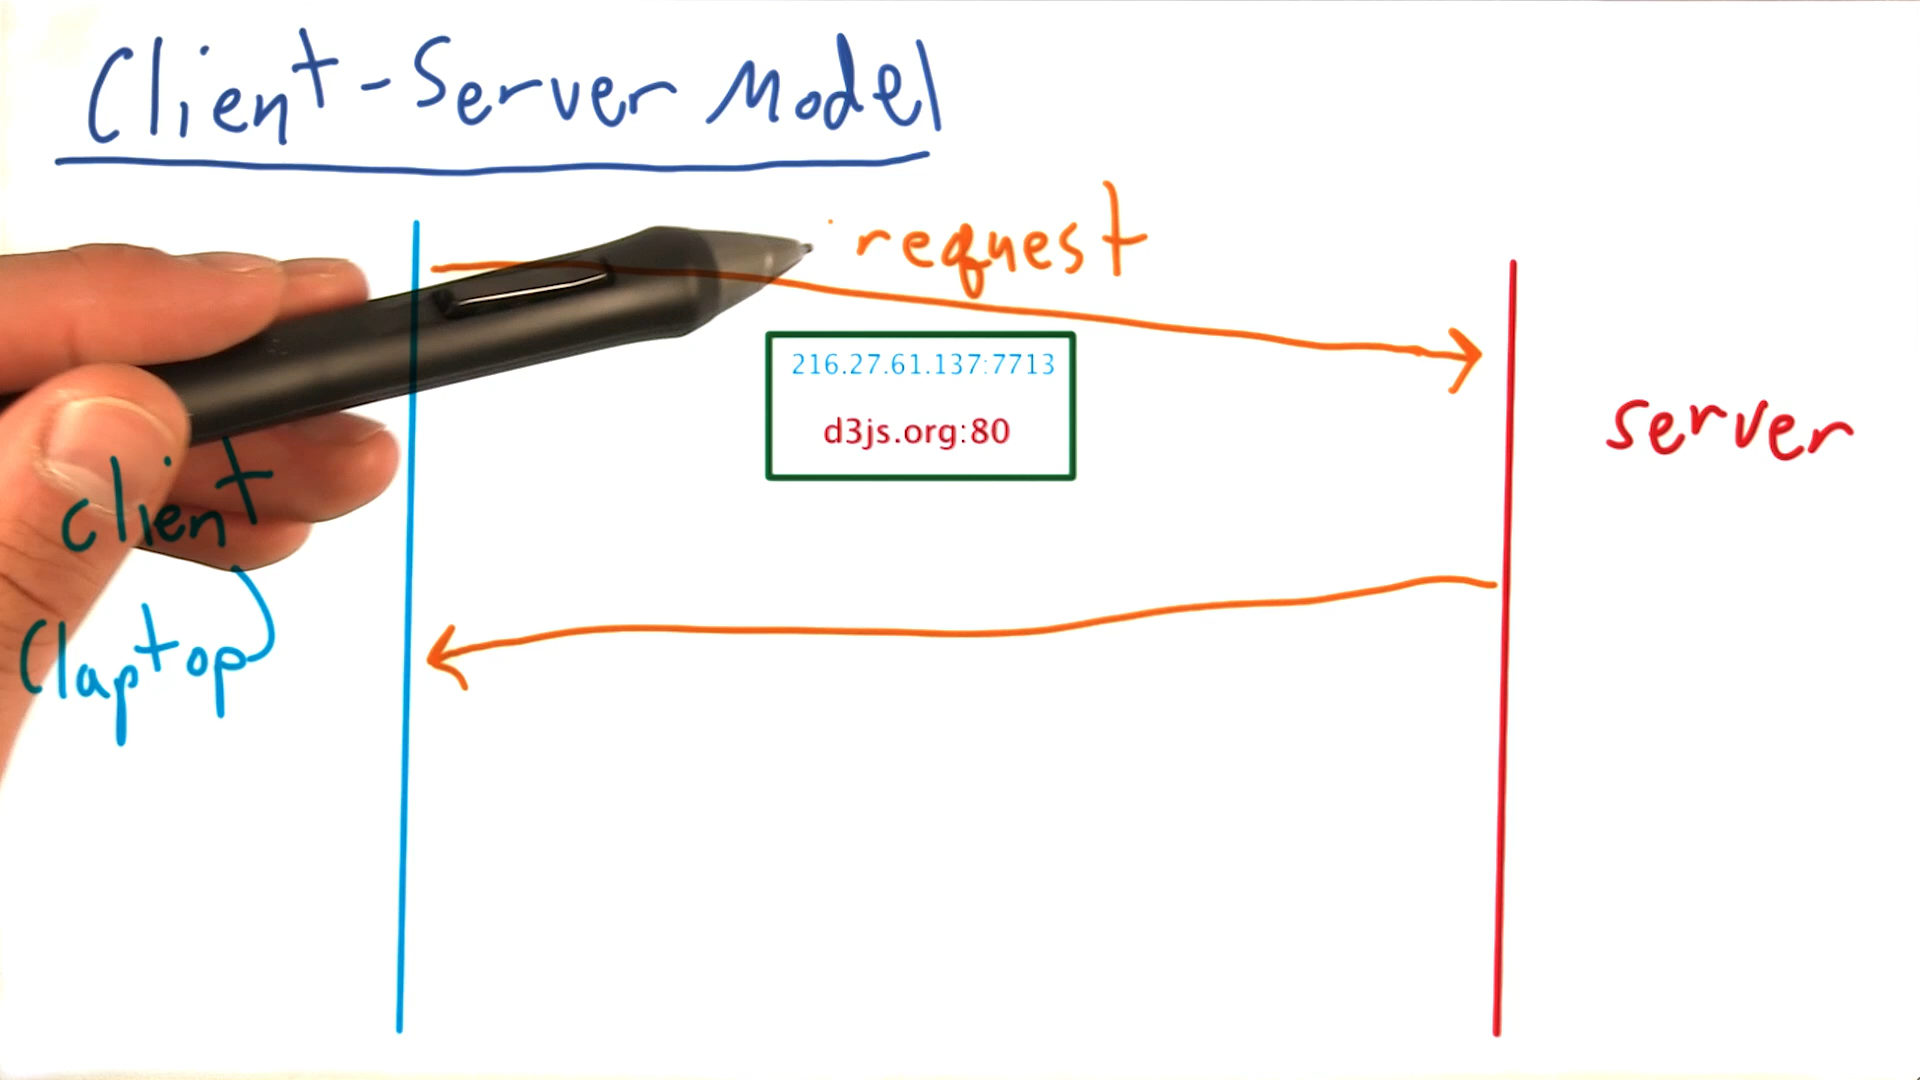 Client-Server Model
request
216.27.61.137:7713
d3js.org:80
server
client
(laptop)